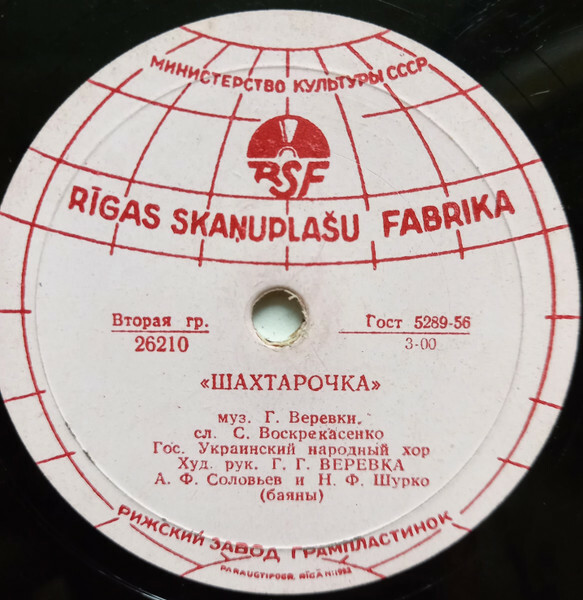 МИНИСТЕРСТВО КУЛЬТУРЫ СССР
RSF
RĪGAS SKAŅUPLAŠU FABRIKA
Вторая гр.
26210
Гост 5289-56
3-00
«ШАХТАРОЧКА»
муз. Г. Веревки,
сл. С. Воскрекасенко
Гос. Украинский народный хор
Худ. рук. Г. Г. ВЕРЕВКА
А. Ф. Соловьев и Н. Ф. Шурко
(баяны)
РИЖСКИЙ ЗАВОД ГРАМПЛАСТИНОК